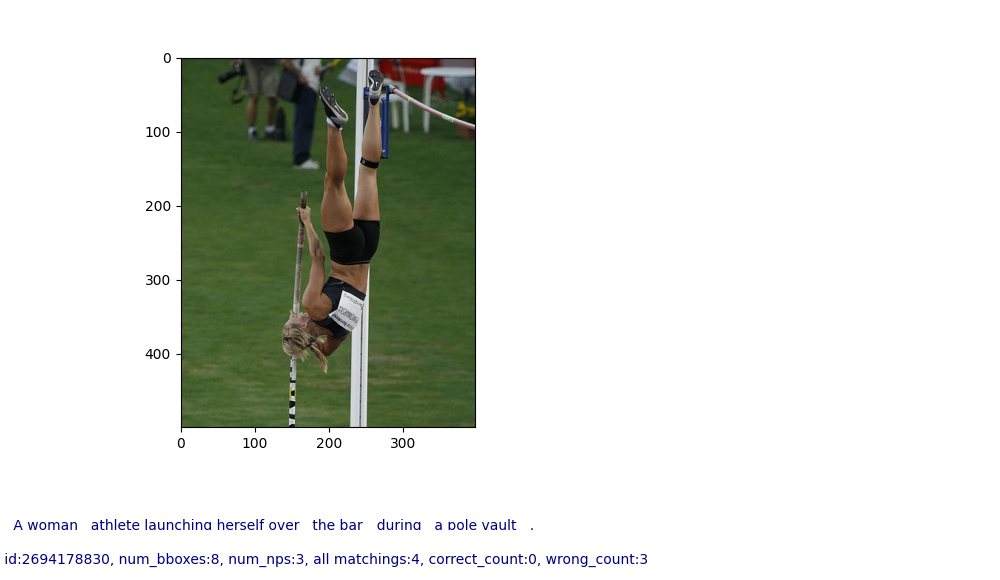 0
100
200
300
400
0 100 200 300
A woman athlete launching herself over the bar during a pole vault .
id:2694178830, num_bboxes:8, num_nps:3, all matchings:4, correct_count:0, wrong_count:3